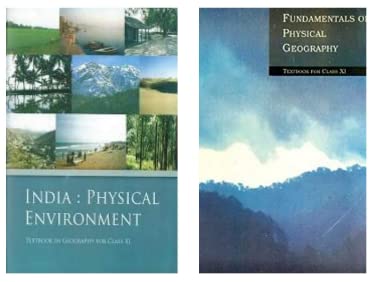 INDIA : PHYSICAL
ENVIRONMENT
TEXTBOOK IN GEOGRAPHY FOR CLASS XI
FUNDAMENTALS OF
PHYSICAL
GEOGRAPHY
TEXTBOOK FOR CLASS XI